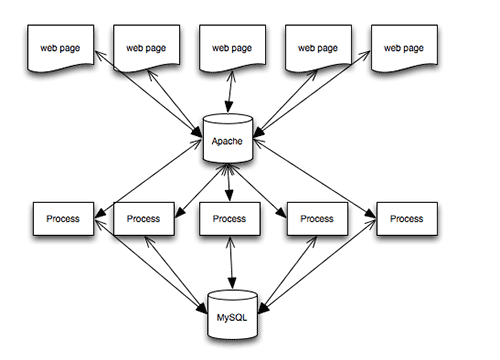 web page
web page
web page
web page
web page
Apache
Process
Process
Process
Process
Process
MySQL